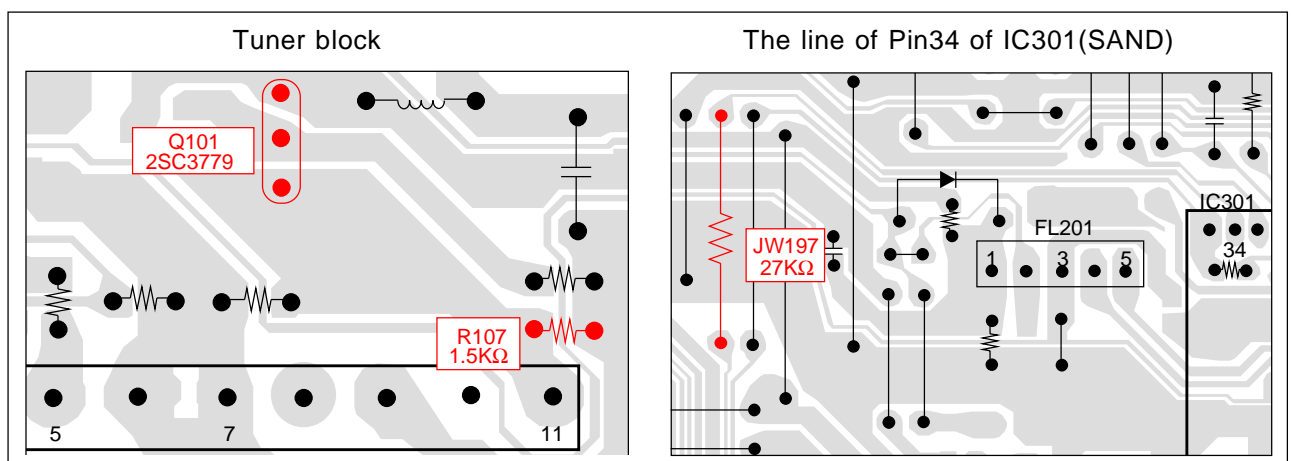 Tuner block
Q101
2SC3779
R107
1.5KΩ
5
7
11
The line of Pin34 of IC301(SAND)
JW197
27KΩ
FL201
1
3
5
IC301
34